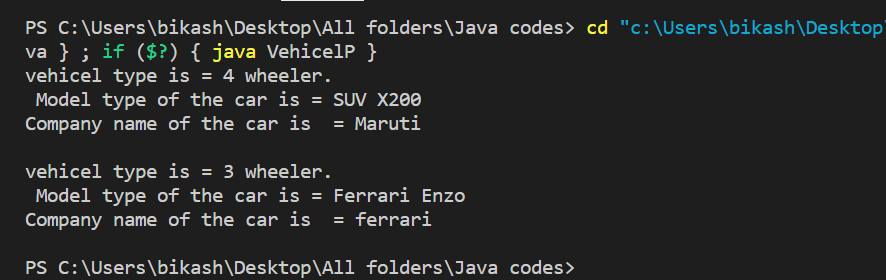 PS C:\Users\bikash\Desktop\All folders\Java codes> cd "c:\Users\bikash\Desktop\
va } ; if ($?) { java VehicelP }
vehicel type is = 4 wheeler.
 Model type of the car is = SUV X200
Company name of the car is  = Maruti
vehicel type is = 3 wheeler.
 Model type of the car is = Ferrari Enzo
Company name of the car is  = ferrari
PS C:\Users\bikash\Desktop\All folders\Java codes>